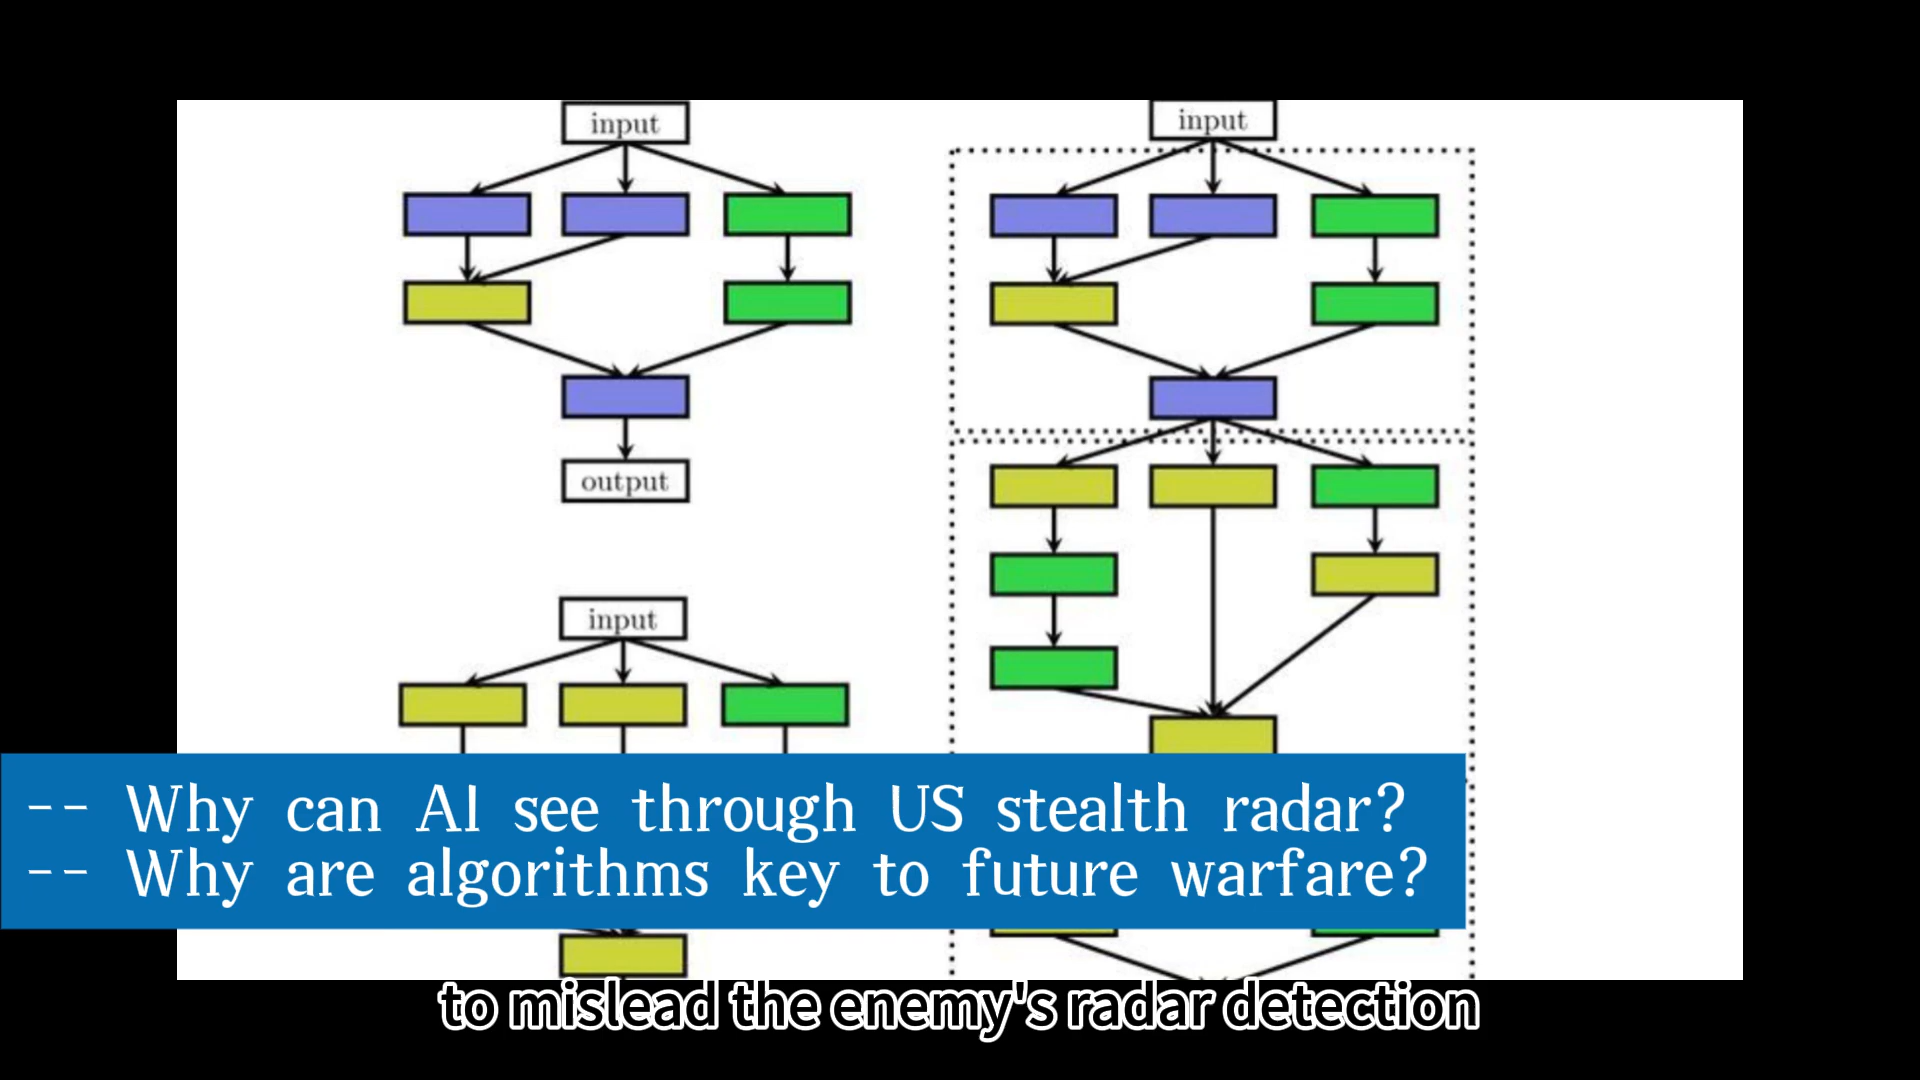 input
input
output
input
-- Why can AI see through US stealth radar?
-- Why are algorithms key to future warfare?
to mislead the enemy's radar detection